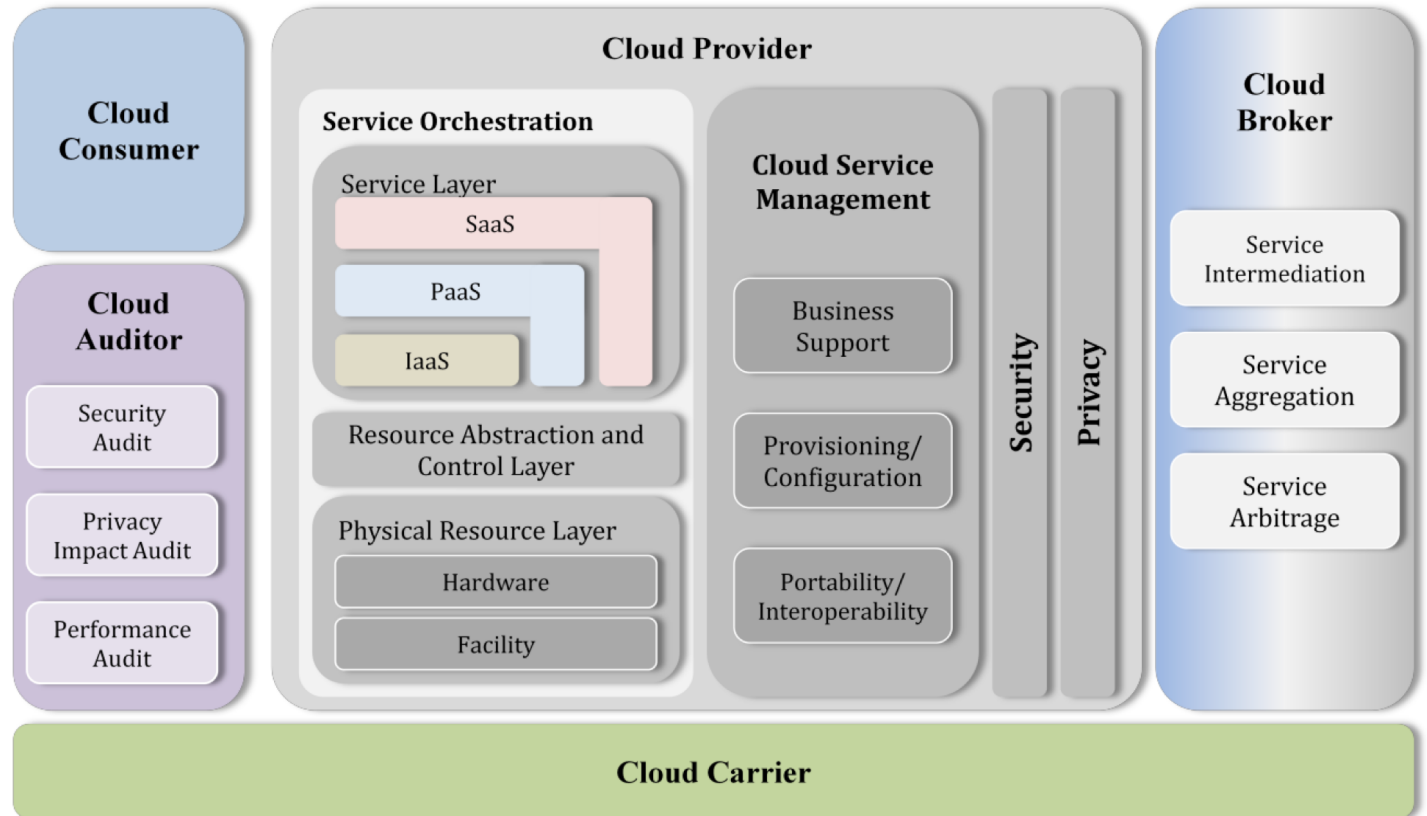 Cloud
Consumer
Cloud
Auditor
Security
Audit
Privacy
Impact Audit
Performance
Audit
Cloud Provider
Service Orchestration
Service Layer
SaaS
PaaS
IaaS
Resource Abstraction and
Control Layer
Physical Resource Layer
Hardware
Facility
Cloud Service
Management
Business
Support
Provisioning/
Configuration
Portability/
Interoperability
Security
Privacy
Cloud
Broker
Service
Intermediation
Service
Aggregation
Service
Arbitrage
Cloud Carrier